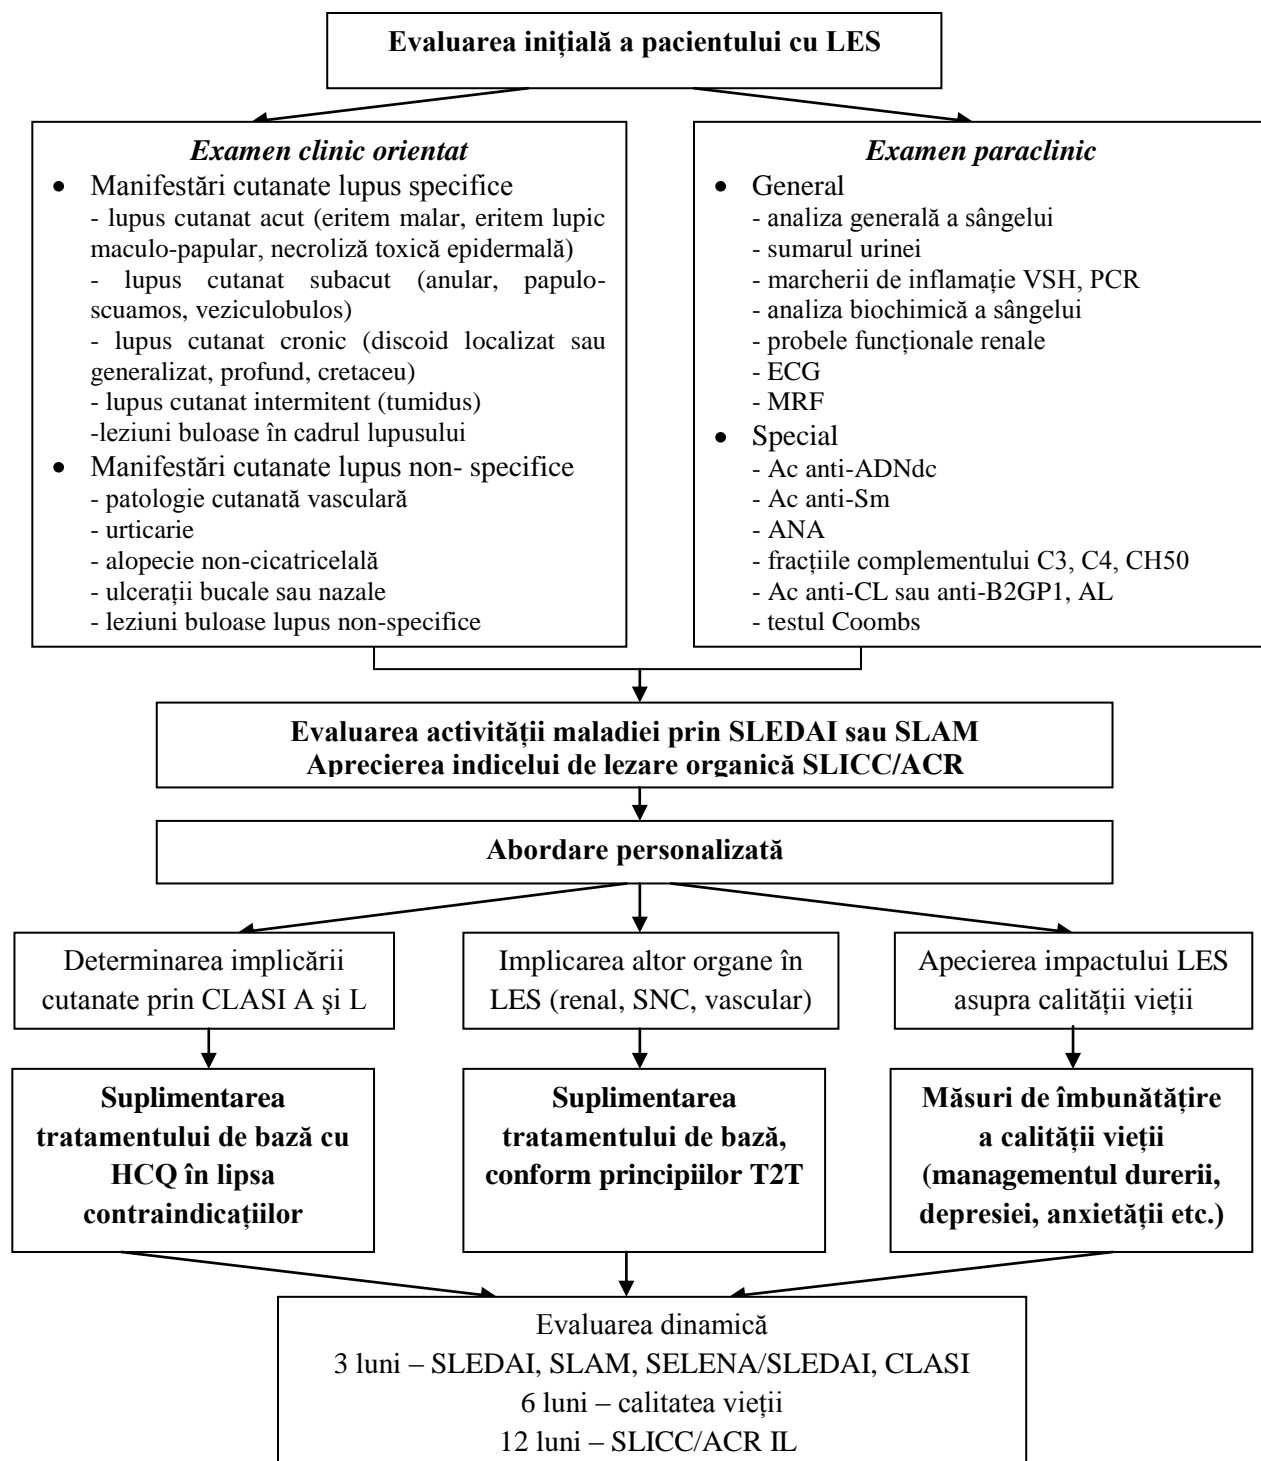 Evaluarea inițială a pacientului cu LES
Examen clinic orientat
• Manifestări cutanate lupus specifice
- lupus cutanat acut (eritem malar, eritem lupic
maculo-papular, necroliză toxică epidermală)
- lupus cutanat subacut (anular, papulo-
scuamos, veziculobulos)
- lupus cutanat cronic (discoid localizat sau
generalizat, profund, cretaceu)
- lupus cutanat intermitent (tumidus)
-leziuni buloase în cadrul lupusului
• Manifestări cutanate lupus non- specifice
- patologie cutanată vasculară
- urticarie
- alopecie non-cicatricelală
- ulcerații bucale sau nazale
- leziuni buloase lupus non-specifice
Examen paraclinic
• General
- analiza generală a sângelui
- sumarul urinei
- marcherii de inflamație VSH, PCR
- analiza biochimică a sângelui
- probele funcționale renale
- ECG
- MRF
• Special
- Ac anti-ADNdc
- Ac anti-Sm
- ANA
- fracțiile complementului C3, C4, CH50
- Ac anti-CL sau anti-B2GP1, AL
- testul Coombs
Evaluarea activității maladiei prin SLEDAI sau SLAM
Aprecierea indicelui de lezare organică SLICC/ACR
Abordare personalizată
Determinarea implicării
cutanate prin CLASI A şi L
Implicarea altor organe în
LES (renal, SNC, vascular)
Apecierea impactului LES
asupra calității vieții
Suplimentarea
tratamentului de bază cu
HCQ în lipsa
contraindicațiilor
Suplimentarea
tratamentului de bază,
conform principiilor T2T
Măsuri de îmbunătățire
a calității vieții
(managementul durerii,
depresiei, anxietății etc.)
Evaluarea dinamică
3 luni – SLEDAI, SLAM, SELENA/SLEDAI, CLASI
6 luni – calitatea vieții
12 luni – SLICC/ACR IL